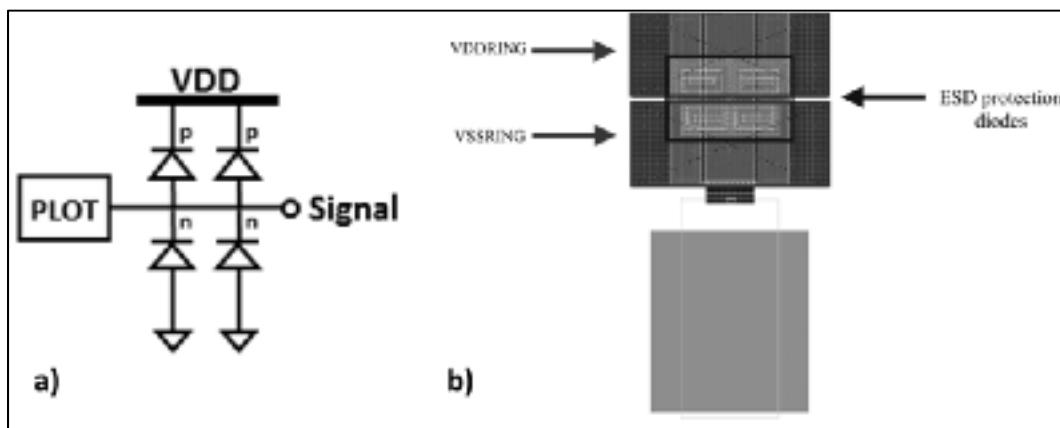 VDD
p p
PLOT
Signal
n n
a)
VDDRING
VSSRING
ESD protection
diodes
b)